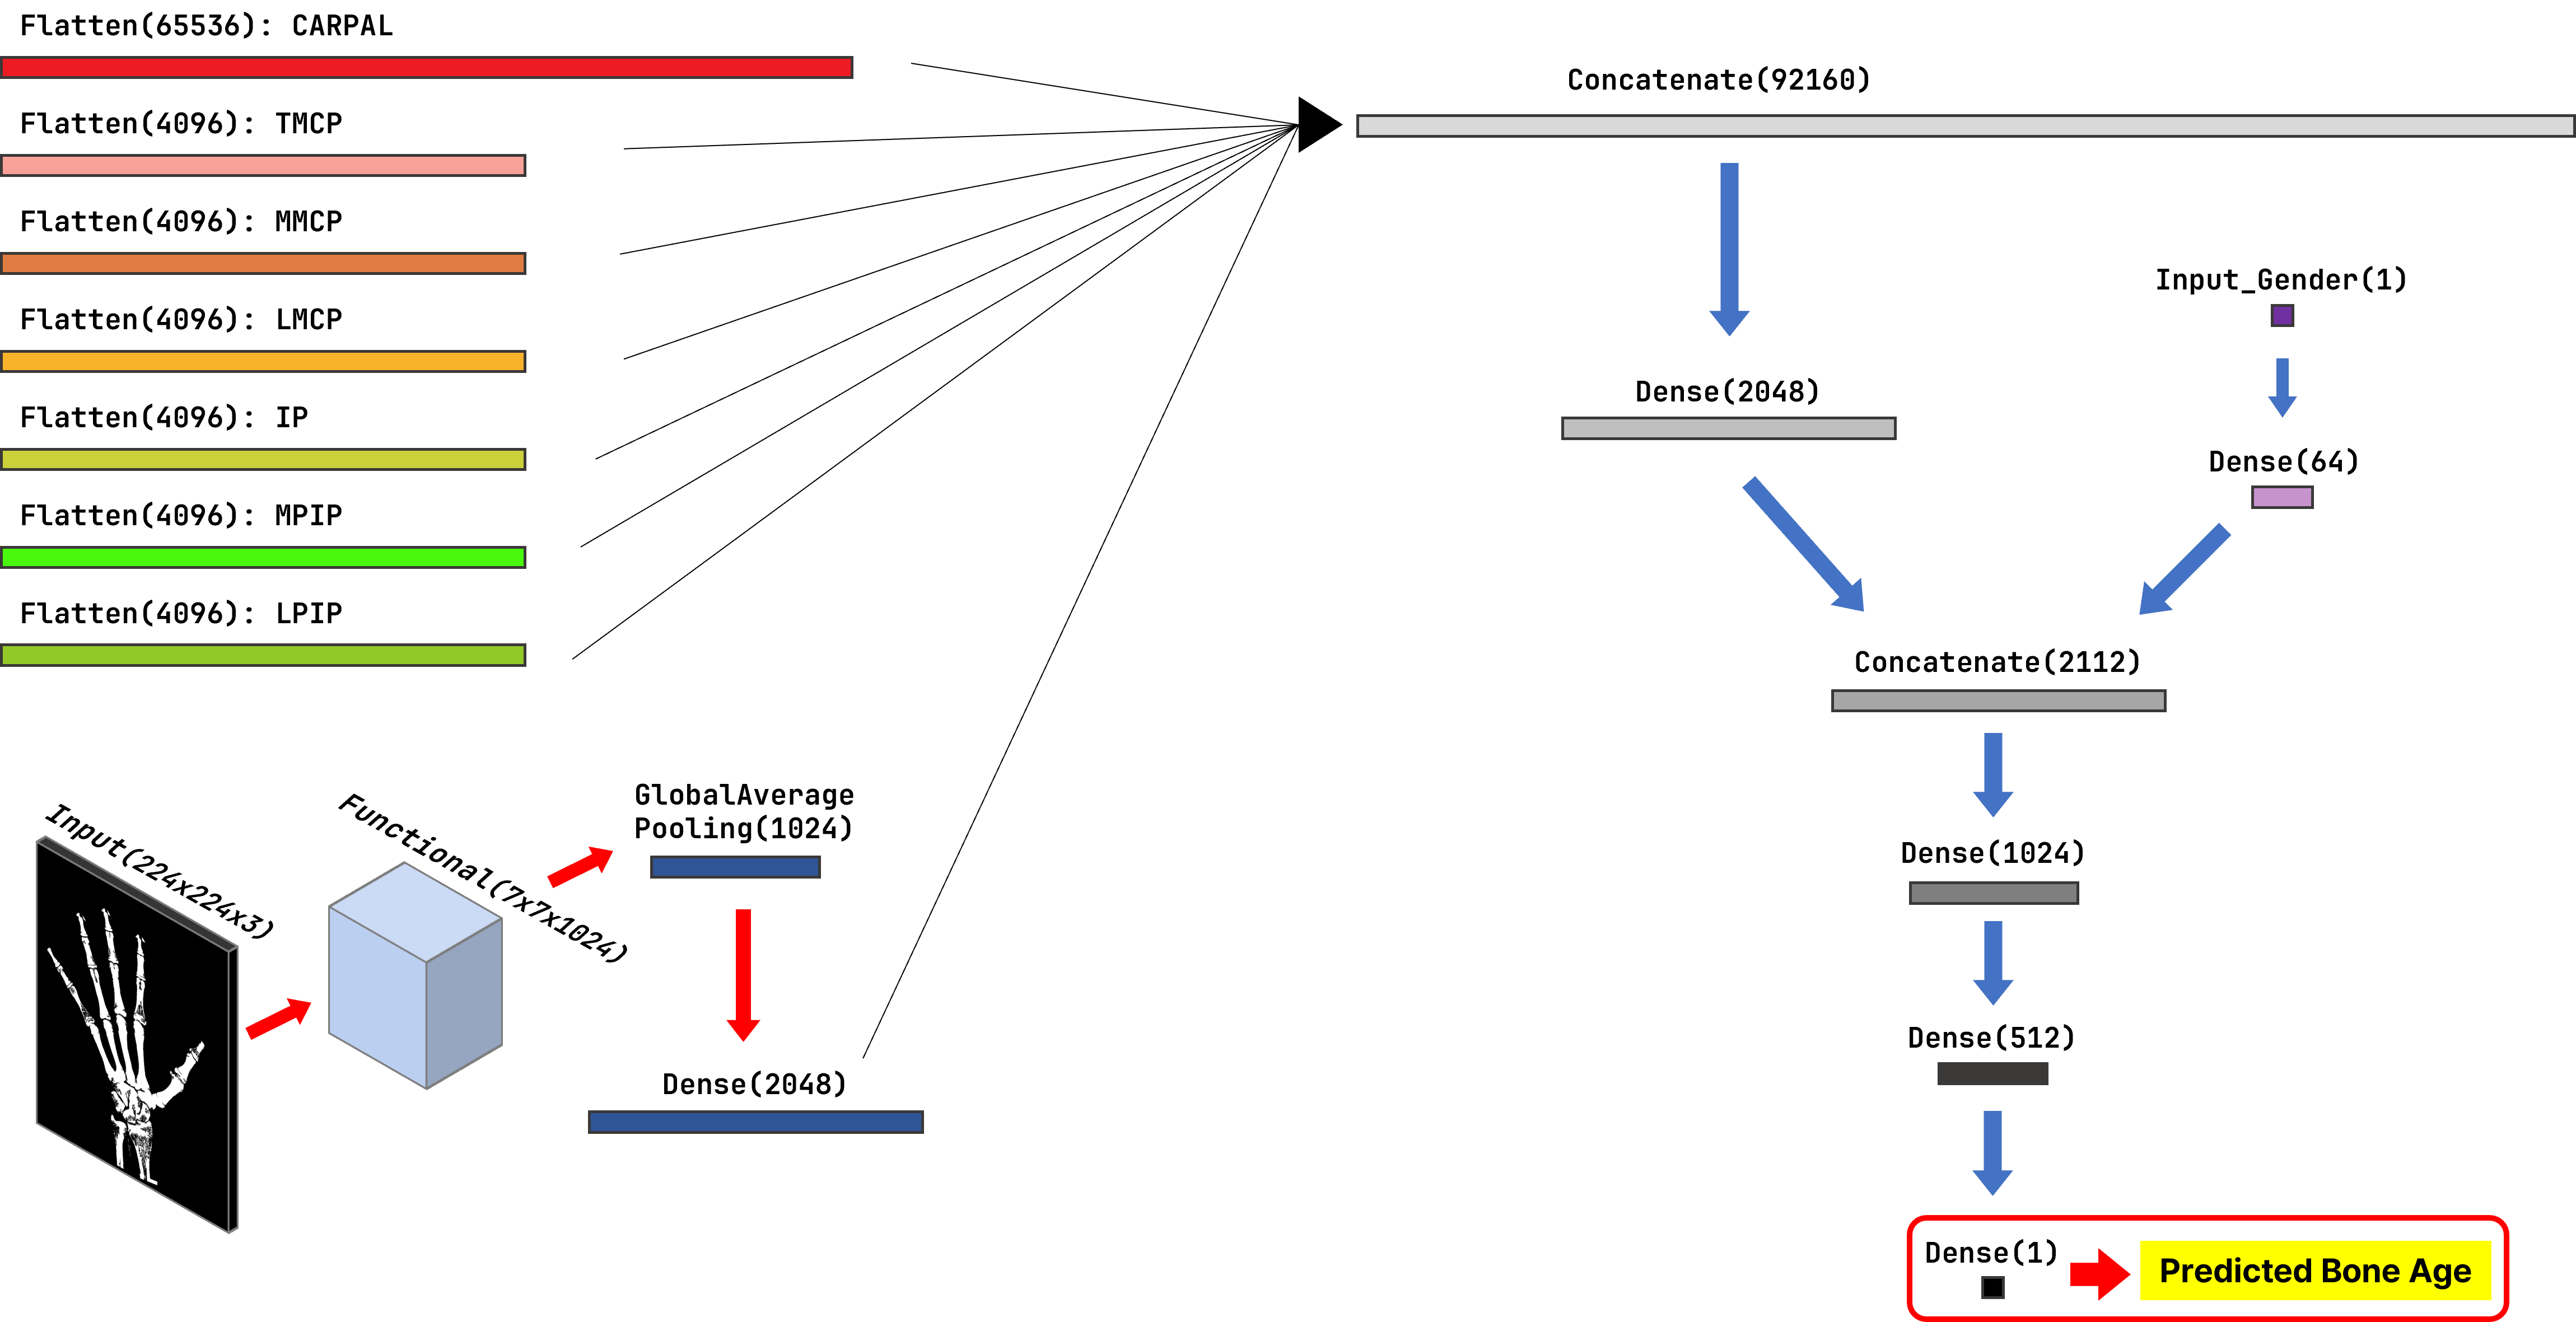 Flatten(65536): CARPAL
Flatten(4096): TMCP
Flatten(4096): MMCP
Flatten(4096): LMCP
Flatten(4096): IP
Flatten(4096): MPIP
Flatten(4096): LPIP
Input(224x224x3)
L
Functional(7x7x1024)
GlobalAverage
Pooling(1024)
Dense(2048)
Concatenate(92160)
Dense(2048)
Input_Gender(1)
Dense(64)
Concatenate(2112)
Dense(1024)
Dense(512)
Dense(1)
Predicted Bone Age